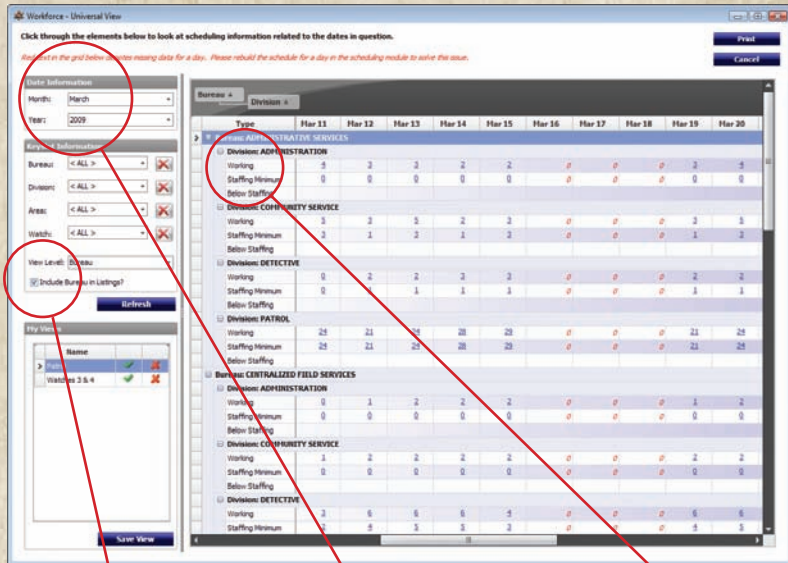 Workforce - Universal View
Click through the elements below to look at scheduling information related to the dates in question.
Red text in the grid below denotes missing data for a day. Please rebuild the schedule for a day in the scheduling module to solve this issue.
Print
Cancel
Date Information
Month: March
Year: 2009
Information
Bureau: < ALL >
Division: < ALL >
Area: < ALL >
Watch: < ALL >
View Level: Bureau
Include Bureau in Listings?
Refresh
My Views
Name
Watches 3 & 4
Save View
Bureau
Division
Type Mar 11 Mar 12 Mar 13 Mar 14 Mar 15 Mar 16 Mar 17 Mar 18 Mar 19 Mar 20
Bureau: ADMINISTRATIVE SERVICES
Division: ADMINISTRATION
Working 4 3 3 2 2 0 0 0 3 4
Staffing Minimum 0 0 0 0 0 0 0 0 0 0
Below Staffing
Division: COMMUNITY SERVICE
Working 5 3 5 2 3 0 0 0 3 5
Staffing Minimum 3 1 3 1 3 0 0 0 1 3
Below Staffing
Division: DETECTIVE
Working 0 2 2 3 3 0 0 0 2 2
Staffing Minimum 0 1 1 1 1 0 0 0 1 1
Below Staffing
Division: PATROL
Working 24 21 24 28 29 0 0 0 21 24
Staffing Minimum 24 21 24 28 29 0 0 0 21 24
Below Staffing
Bureau: CENTRALIZED FIELD SERVICES
Division: ADMINISTRATION
Working 0 1 2 2 2 0 0 0 1 2
Staffing Minimum 0 0 0 0 0 0 0 0 0 0
Below Staffing
Division: COMMUNITY SERVICE
Working 1 2 2 2 2 0 0 0 2 2
Staffing Minimum 0 0 0 0 0 0 0 0 0 0
Below Staffing
Division: DETECTIVE
Working 3 6 6 6 4 0 0 0 6 6
Staffing Minimum 4 5 5 3 0 0 0 4 5